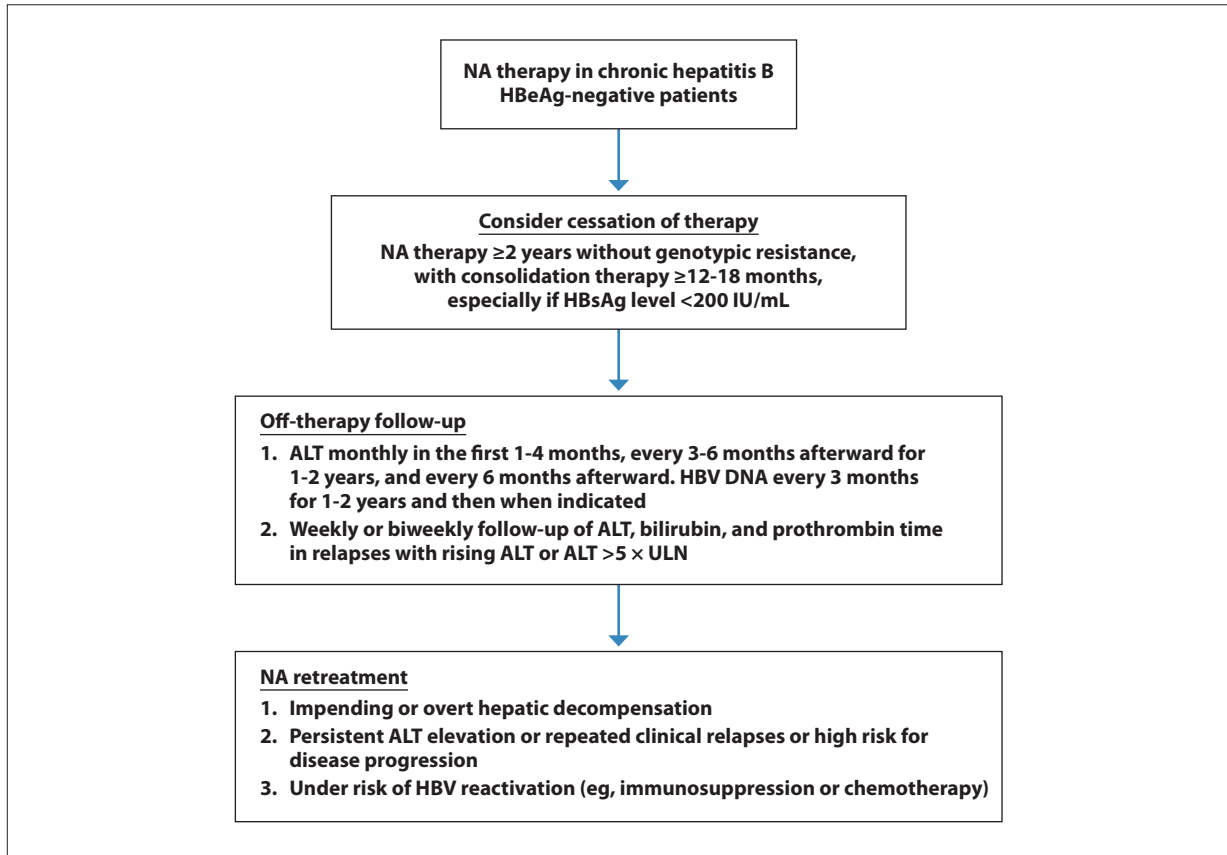 NA therapy in chronic hepatitis B
HBeAg-negative patients
Consider cessation of therapy
NA therapy ≥2 years without genotypic resistance,
with consolidation therapy ≥12-18 months,
especially if HBsAg level <200 IU/mL
Off-therapy follow-up
1. ALT monthly in the first 1-4 months, every 3-6 months afterward for
1-2 years, and every 6 months afterward. HBV DNA every 3 months
for 1-2 years and then when indicated
2. Weekly or biweekly follow-up of ALT, bilirubin, and prothrombin time
in relapses with rising ALT or ALT >5 × ULN
NA retreatment
1. Impending or overt hepatic decompensation
2. Persistent ALT elevation or repeated clinical relapses or high risk for
disease progression
3. Under risk of HBV reactivation (eg, immunosuppression or chemotherapy)